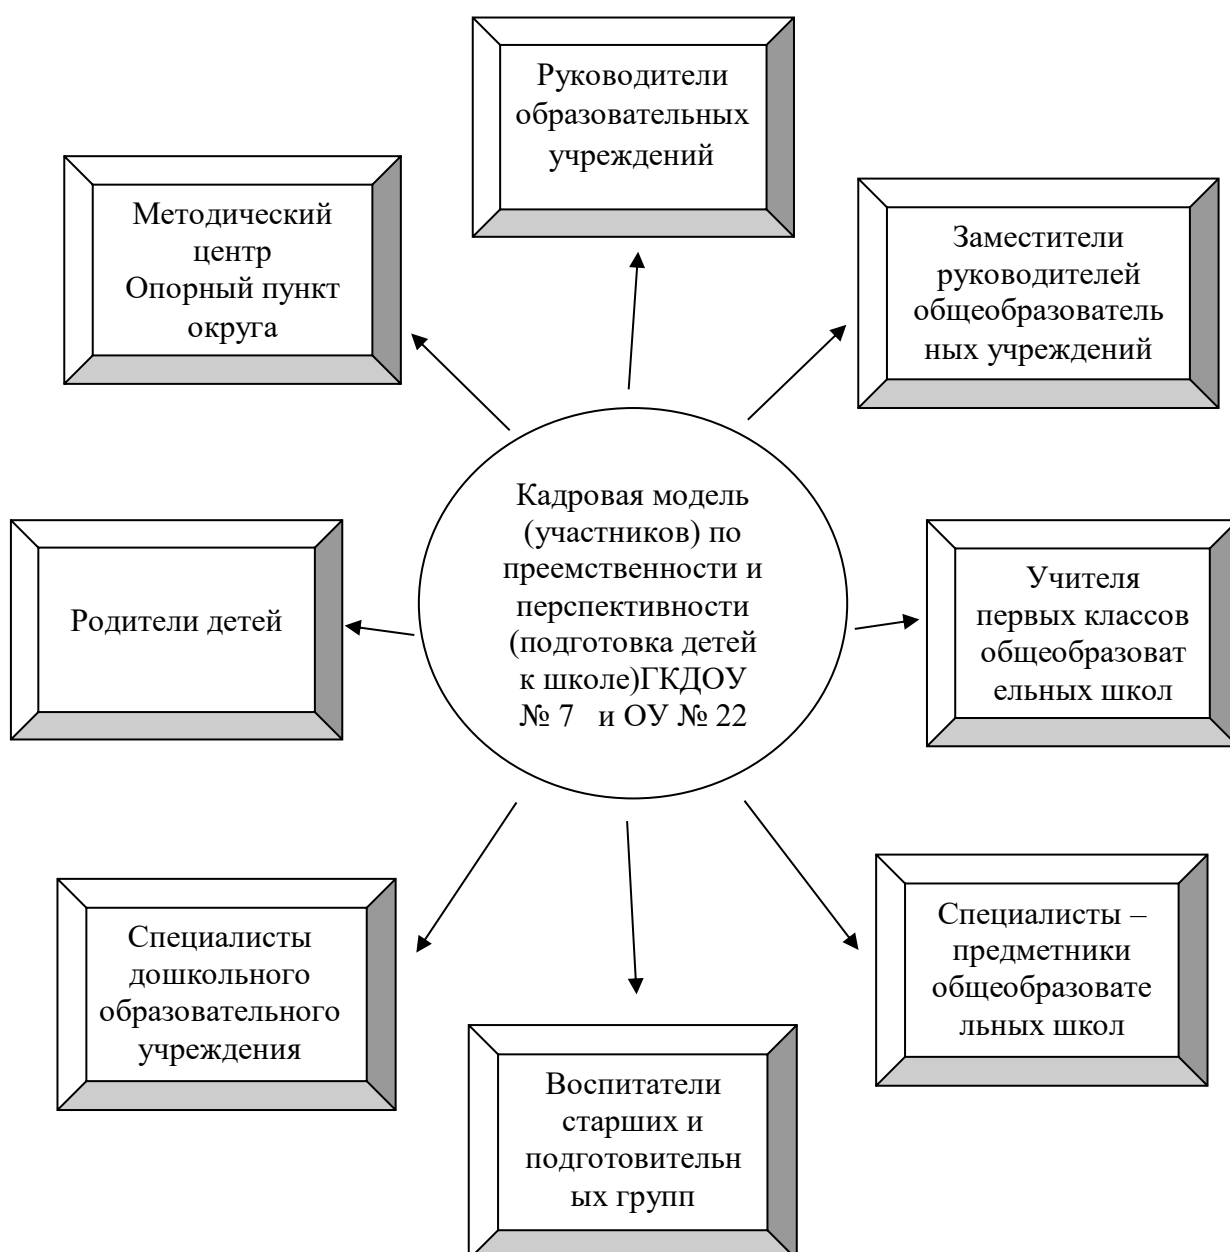 Руководители
образовательных
учреждений
Методический
центр
Опорный пункт
округа
Заместители
руководителей
общеобразователь
ных учреждений
Кадровая модель
(участников) по
преемственности и
перспективности
(подготовка детей
к школе)ГКДОУ
№ 7 и ОУ № 22
Родители детей
Учителя
первых классов
общеобразоват
ельных школ
Специалисты
дошкольного
образовательного
учреждения
Специалисты –
предметники
общеобразовате
льных школ
Воспитатели
старших и
подготовительн
ых групп